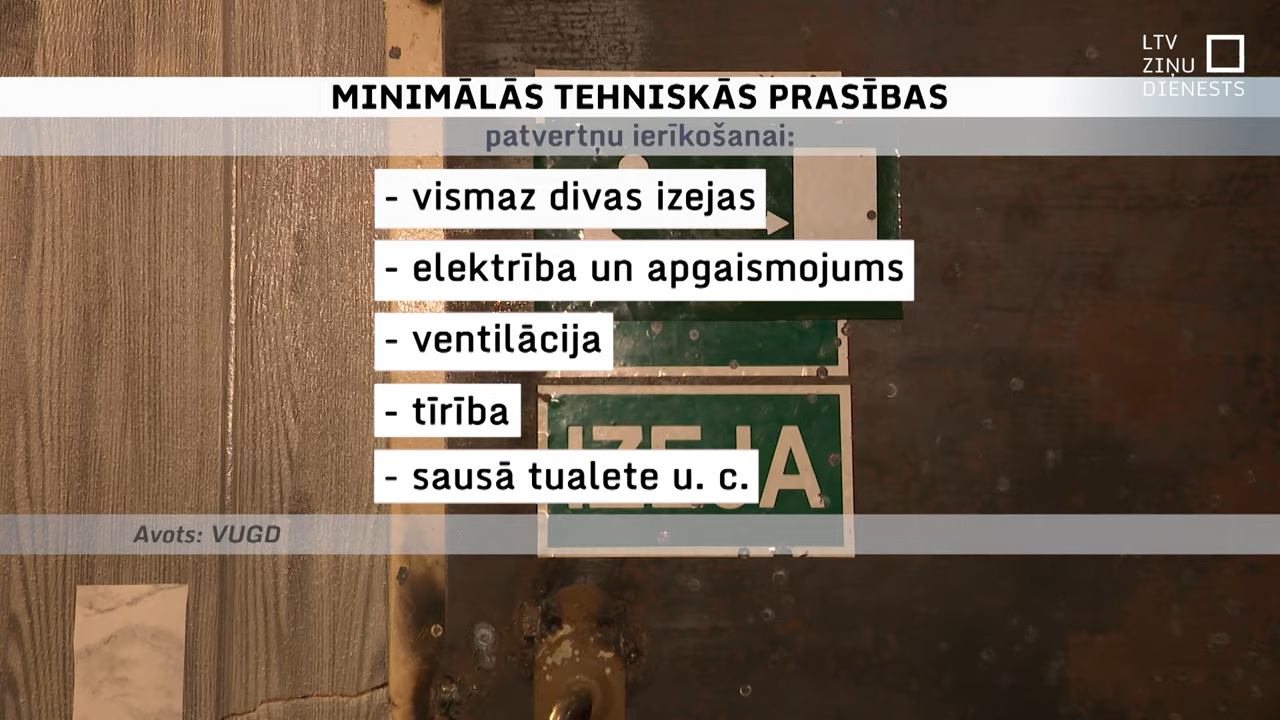 LTV
ZIŅU
DIENESTS
MINIMĀLĀS TEHNISKĀS PRASĪBAS
patvertņu ierīkošanai:
- vismaz divas izejas
- elektrība un apgaismojums
- ventilācija
- tīrība
- sausā tualete u. c.
IZEJA
Avots: VUGD